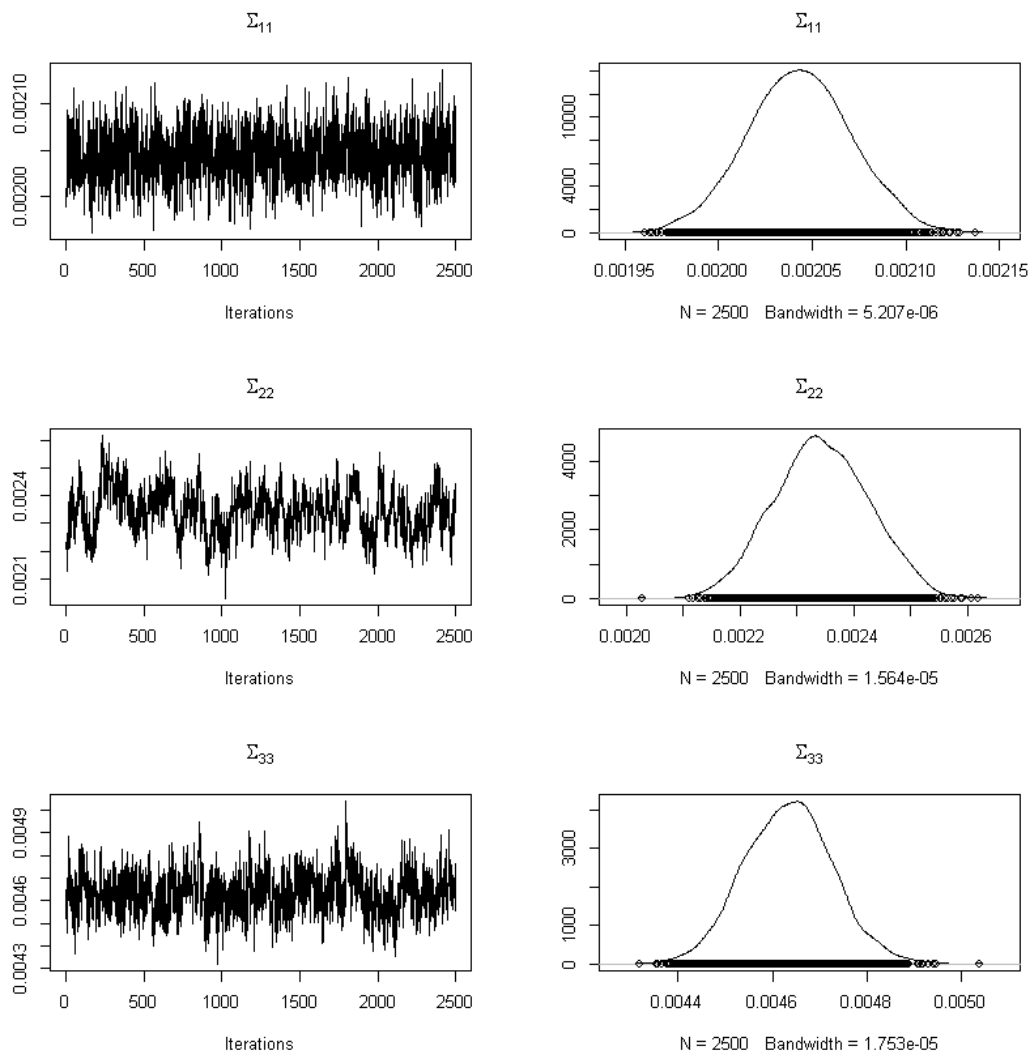 Σ11
Σ11
0.00200 0.00210
0 500 1000 1500 2000 2500
Iterations
0 4000 10000
0.00195 0.00200 0.00205 0.00210 0.00215
N = 2500 Bandwidth = 5.207e-06
Σ22
Σ22
0.0021 0.0024
0 500 1000 1500 2000 2500
Iterations
0 2000 4000
0.0020 0.0022 0.0024 0.0026
N = 2500 Bandwidth = 1.564e-05
Σ33
Σ33
0.0043 0.0046 0.0049
0 500 1000 1500 2000 2500
Iterations
0 1000 3000
0.0044 0.0046 0.0048 0.0050
N = 2500 Bandwidth = 1.753e-05